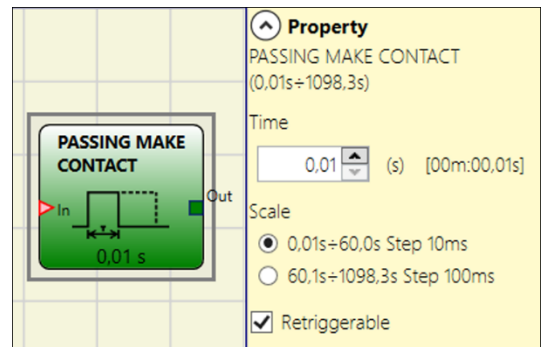 PASSING MAKE
CONTACT
In
Out
T
0,01 s
Property
PASSING MAKE CONTACT
(0,01s÷1098,3s)
Time
0,01 (s) [00m:00,01s]
Scale
0,01s÷60,0s Step 10ms
60,1s÷1098,3s Step 100ms
Retriggerable